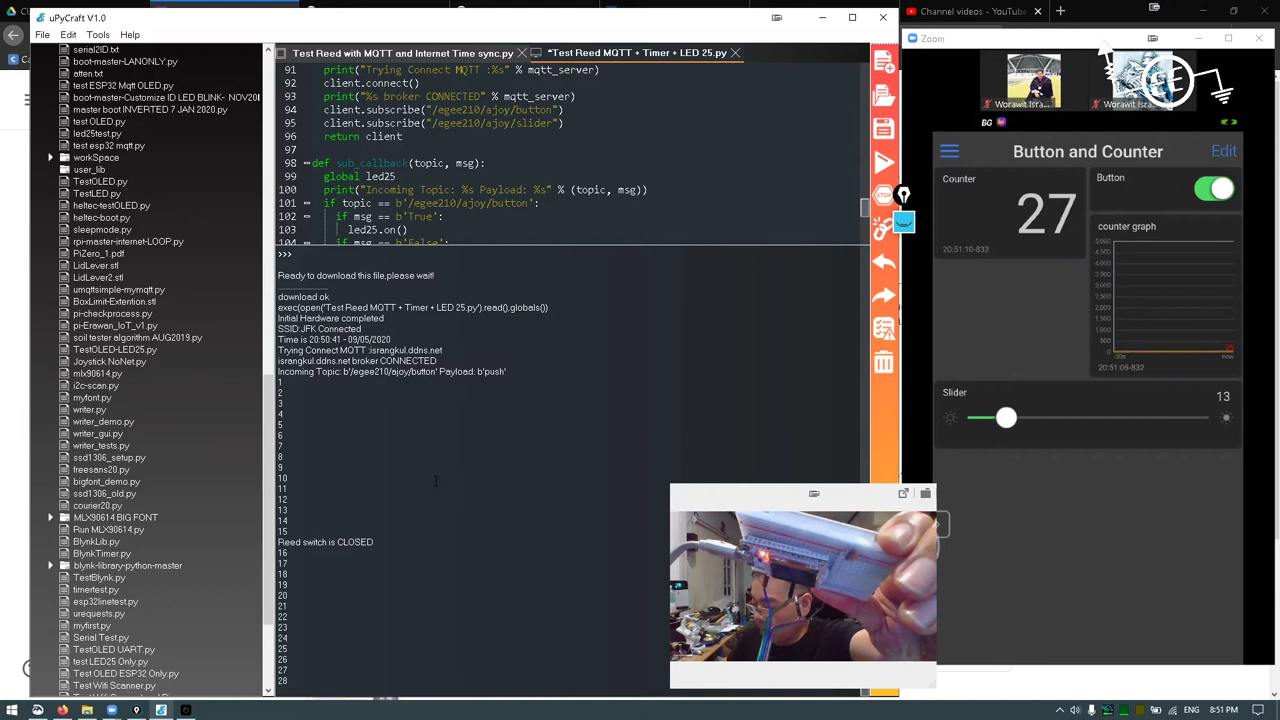 uPyCraft V1.0
File Edit Tools Help
serial2ID.txt
boot-master-LANONLY.py
atten.txt
test ESP32 Mqtt OLED.py
boot-master-Customize ID LED BLINK- NOV201
master boot INVERTED 7 JAN 2020.py
test OLED.py
led25test.py
test esp32 mqtt.py
workSpace
user_lib
TestOLED.py
TestLED.py
heltec-testOLED.py
heltec-boot.py
sleepmode.py
rpi-master-internet-LOOP.py
PiZero_1.pdf
LidLever.stl
LidLever2.stl
umqttsimple-mymqtt.py
BoxLimit-Extention.stl
pi-checkprocess.py
pi-Erawan_IoT_v1.py
soil tester algorithm AUG2019.py
TestOLED-LED25.py
Joystick NoNet.py
mlx90614.py
i2c-scan.py
myfont.py
writer.py
writer_demo.py
writer_gui.py
writer_tests.py
ssd1306_setup.py
freesans20.py
bigfont_demo.py
ssd1306_old.py
courier20.py
MLX90614 BIG FONT
Run MLX90614.py
BlynkLib.py
BlynkTimer.py
blynk-library-python-master
TestBlynk.py
timertest.py
esp32linetest.py
urequests.py
myfirst.py
Serial Test.py
TestOLED UART.py
test LED25 Only.py
Test OLED ESP32 Only.py
Test Wifi Scanner.py
Test Reed with MQTT and Internet Time sync.py
*Test Reed MQTT + Timer + LED 25.py
91 print("Trying Connect MQTT :%s" % mqtt_server)
92 client.connect()
93 print("%s broker CONNECTED" % mqtt_server)
94 client.subscribe("/egee210/ajoy/button")
95 client.subscribe("/egee210/ajoy/slider")
96 return client
98 def sub_callback(topic, msg):
99 global led25
100 print("Incoming Topic: %s Payload: %s" % (topic, msg))
101 if topic == b'/egee210/ajoy/button':
102 if msg == b'True':
103 led25.on()
104 if msg == b'False':
>>>
Ready to download this file,please wait!
download ok
exec(open('Test Reed MQTT + Timer + LED 25.py').read(),globals())
Initial Hardware completed
SSID:JFK Connected
Time is 20:50:41 - 09/05/2020
Trying Connect MQTT :israngkul.ddns.net
israngkul.ddns.net broker CONNECTED
Incoming Topic: b'/egee210/ajoy/button' Payload: b'push'
1
2
3
4
5
6
7
8
9
10
11
12
13
14
15
Reed switch is CLOSED
16
17
18
19
20
21
22
23
24
25
26
27
28
STOP
Channel videos - YouTube
Zoom
Worawit Isra...
Worawit Isra...
BG
Button and Counter
Edit
Counter
27
20:51:10-833
Button
counter graph
5,000
4,500
4,000
3,500
3,000
2,500
2,000
1,500
1,000
500
0
-30s
now
20:51:09-832
Slider
13
ENG
8:51 PM